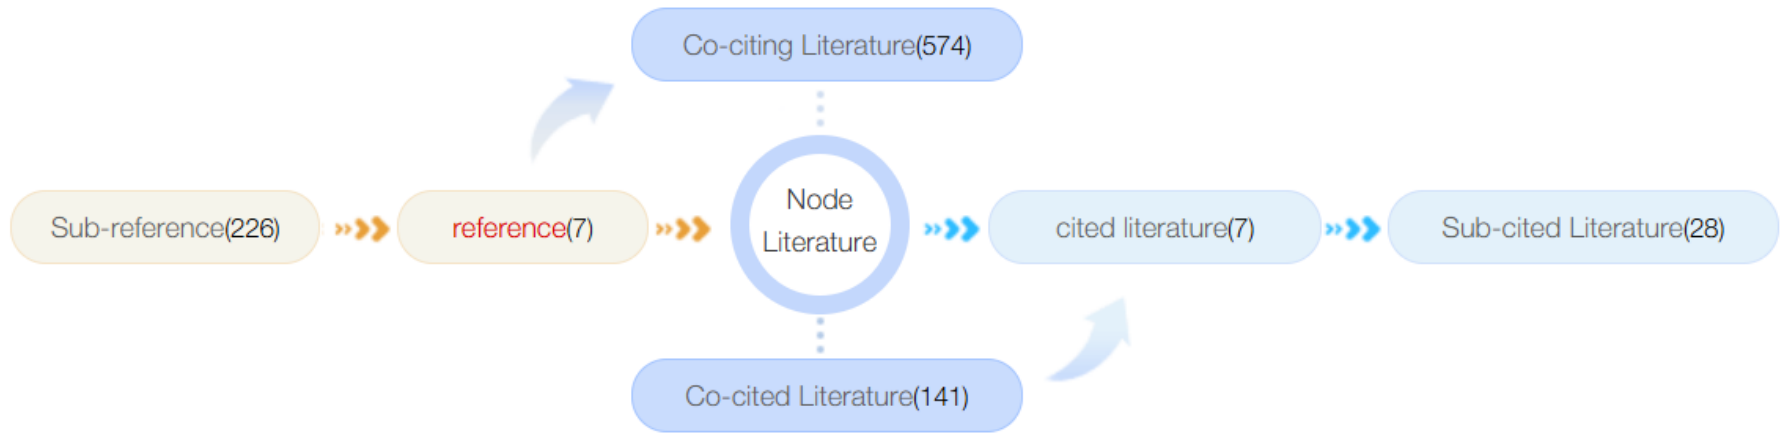 Co-citing Literature(574)
Sub-reference(226)
reference(7)
Node
Literature
cited literature(7)
Sub-cited Literature(28)
Co-cited Literature(141)